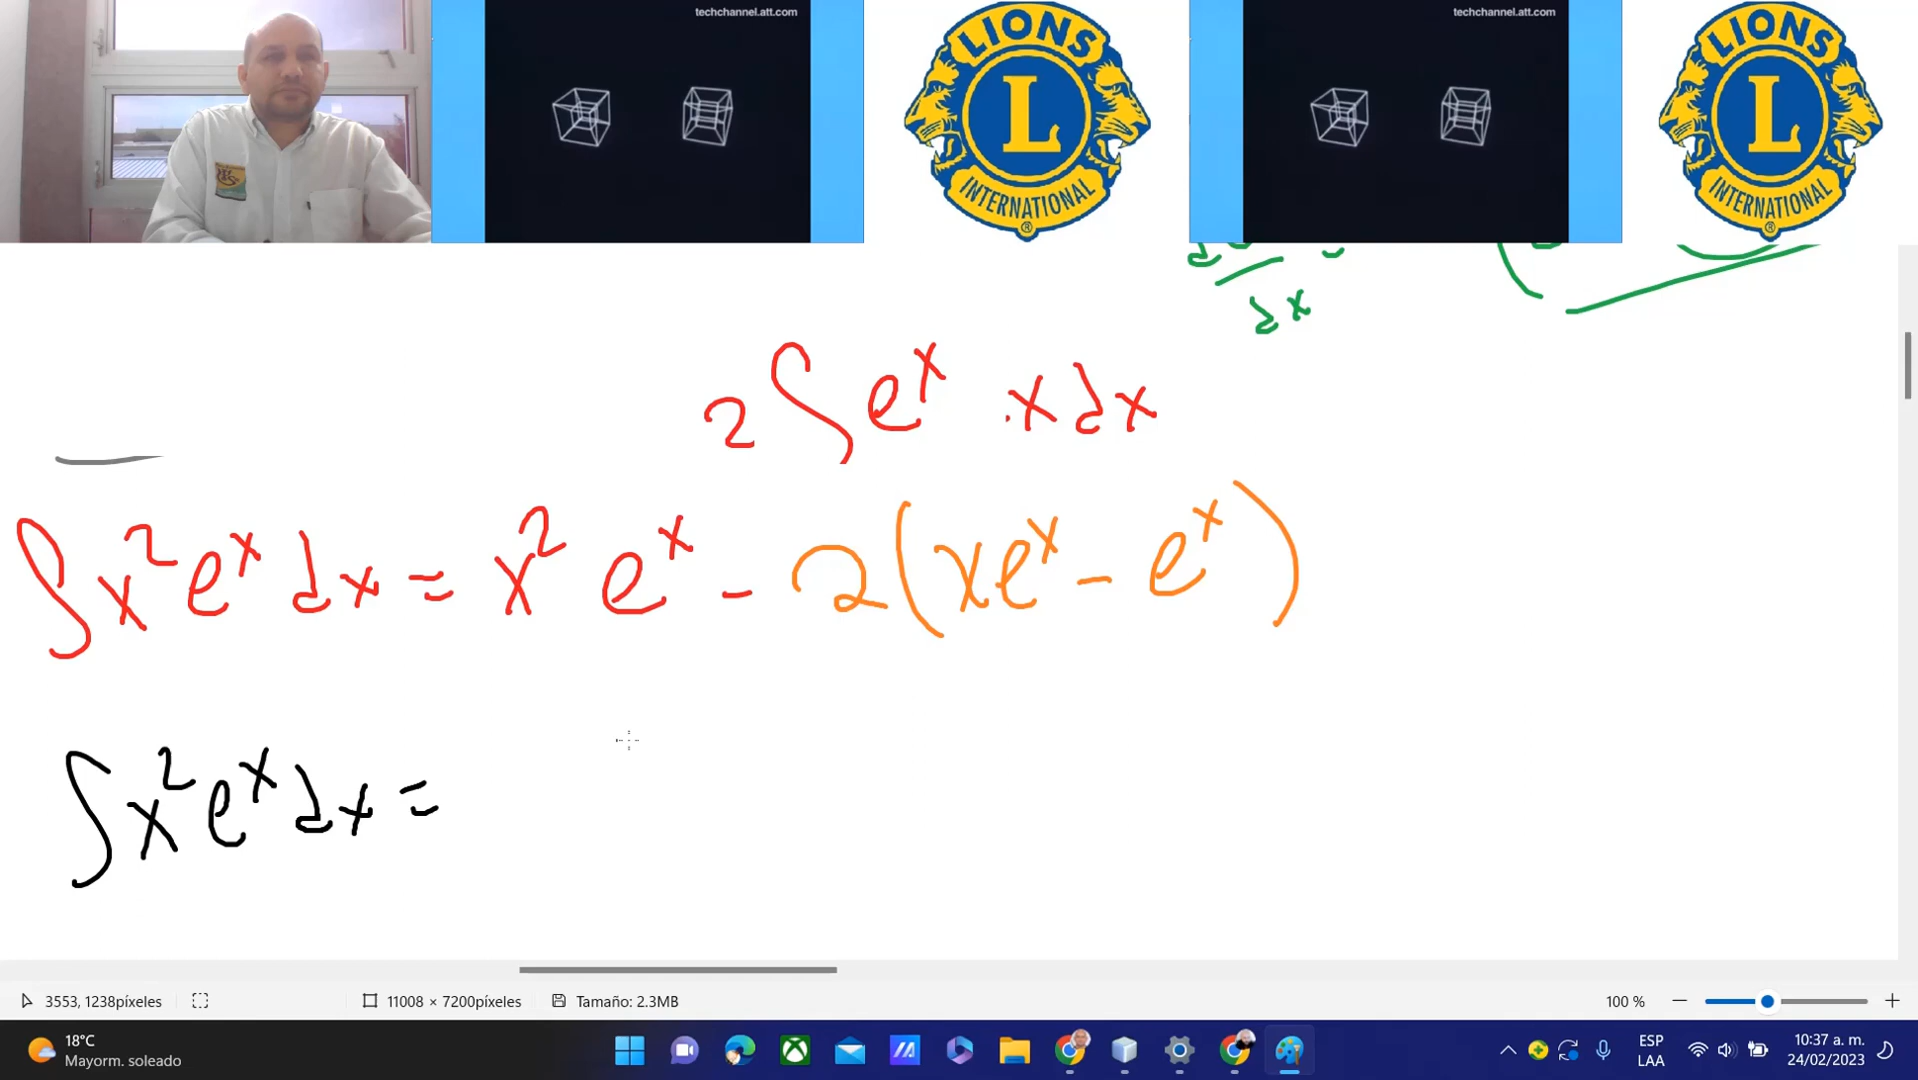 techchannel.att.com
LIONS
L
INTERNATIONAL
®
techchannel.att.com
LIONS
L
INTERNATIONAL
®
dx
2 ∫ e^x . x dx
∫ x^2 e^x dx = x^2 e^x - 2 ( x e^x - e^x )
∫ x^2 e^x dx =
3553, 1238píxeles
11008 × 7200píxeles
Tamaño: 2.3MB
100 %
18°C
Mayorm. soleado
ESP
LAA
10:37 a. m.
24/02/2023